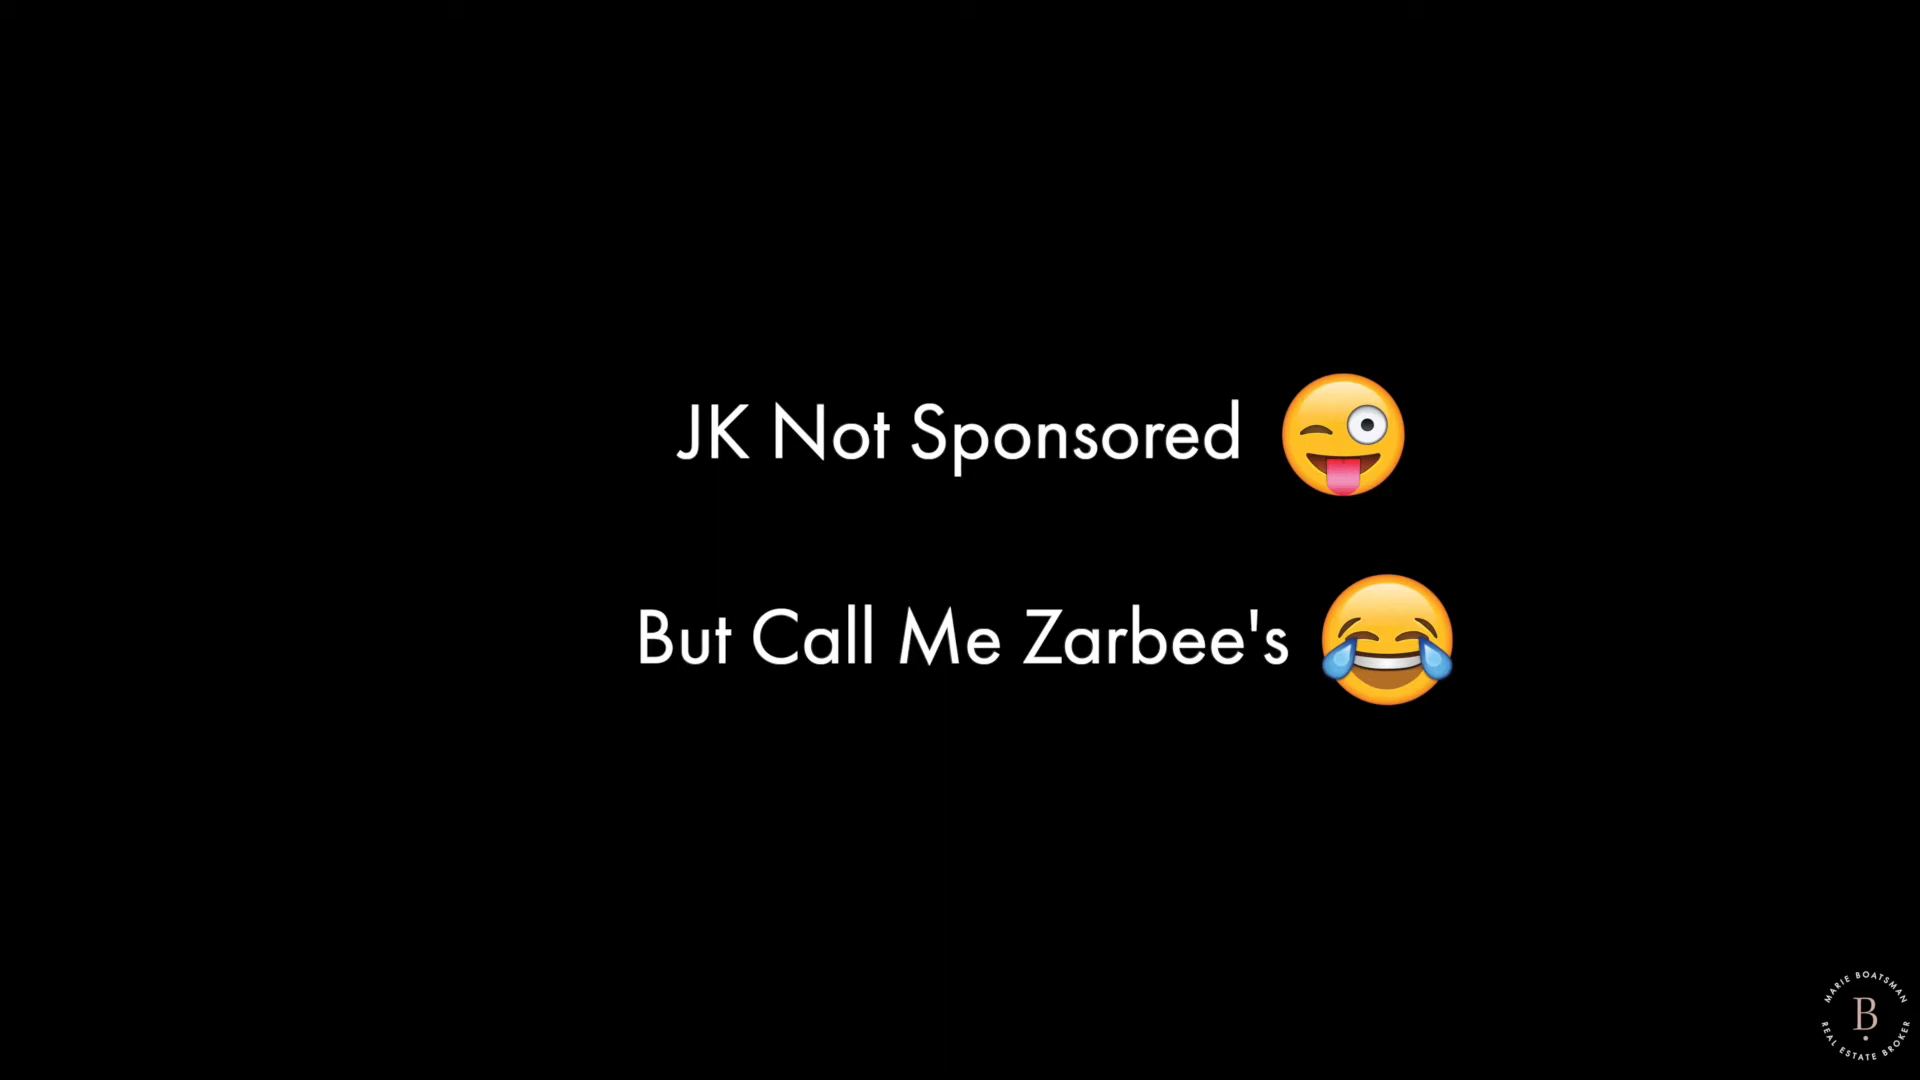 JK Not Sponsored 😜
But Call Me Zarbee's 😂
MARIE BOATSMAN
B
REAL ESTATE BROKER